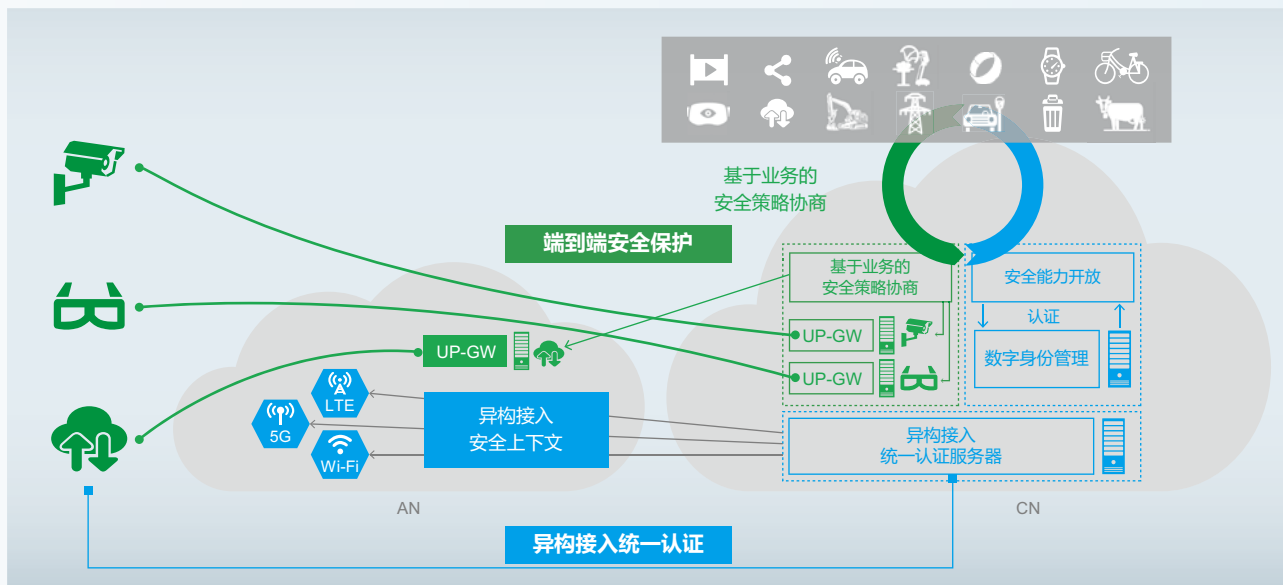 基于业务的
安全策略协商
端到端安全保护
基于业务的
安全策略协商
安全能力开放
认证
UP-GW
UP-GW
数字身份管理
UP-GW
LTE
5G
Wi-Fi
异构接入
安全上下文
异构接入
统一认证服务器
AN
CN
异构接入统一认证